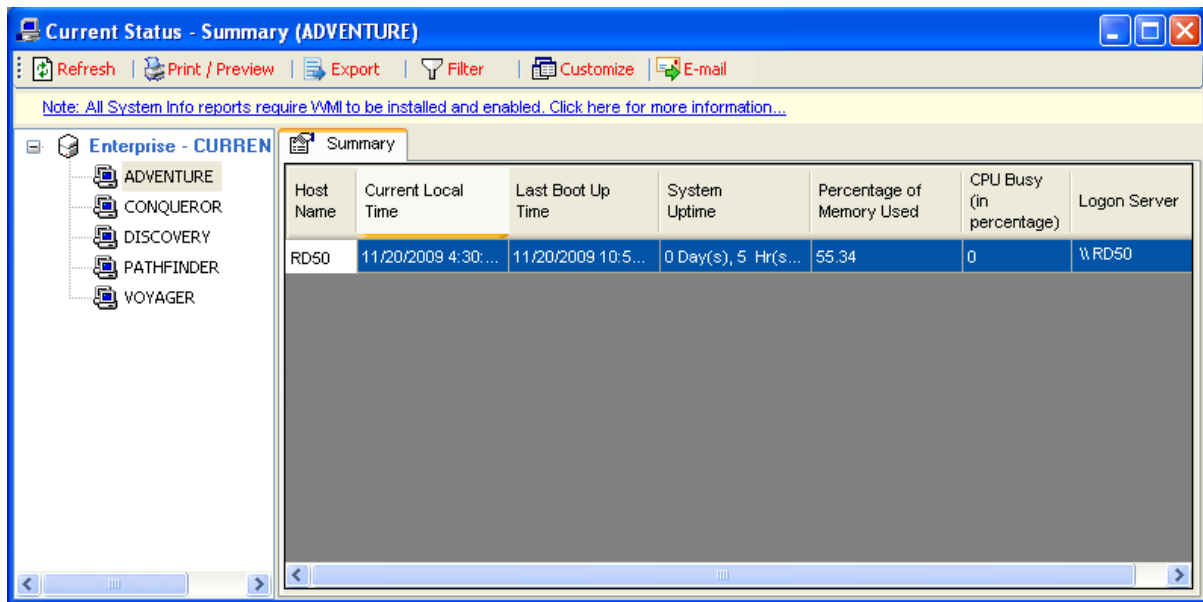 Current Status - Summary (ADVENTURE)
Refresh | Print / Preview | Export | Filter | Customize | E-mail
Note: All System Info reports require WMI to be installed and enabled. Click here for more information...
Enterprise - CURREN
ADVENTURE
CONQUEROR
DISCOVERY
PATHFINDER
VOYAGER
Summary
Host Name
Current Local Time
Last Boot Up Time
System Uptime
Percentage of Memory Used
CPU Busy (in percentage)
Logon Server
RD50
11/20/2009 4:30:...
11/20/2009 10:5...
0 Day(s), 5 Hr(s...
55.34
0
\\RD50